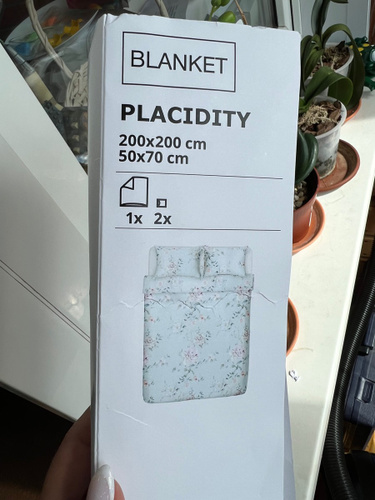 BLANKET
PLACIDITY
200x200 cm
50x70 cm
1x 2x